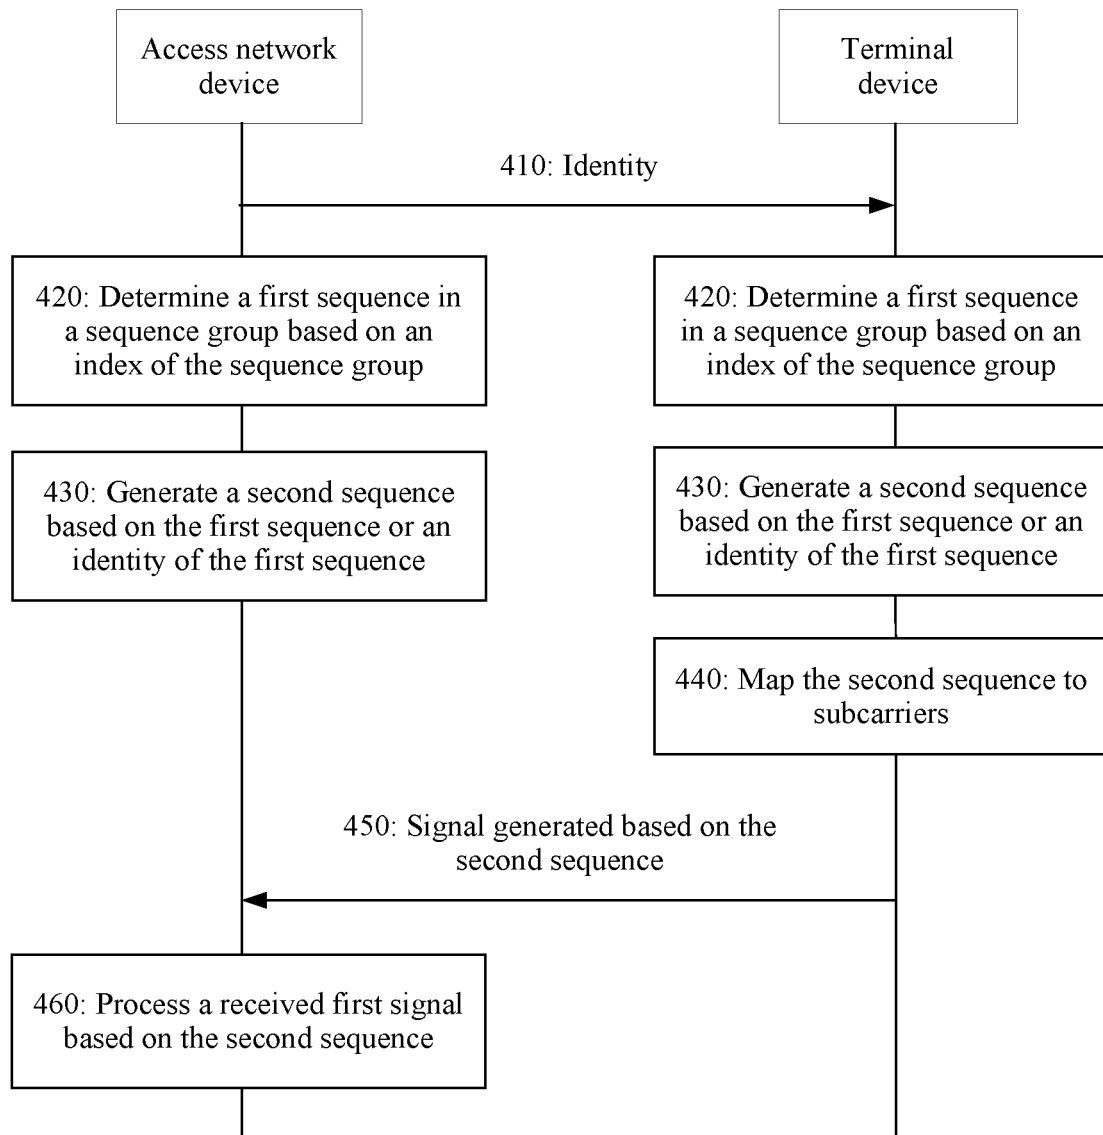 Access network
device
Terminal
device
410: Identity
420: Determine a first sequence in
a sequence group based on an
index of the sequence group
420: Determine a first sequence
in a sequence group based on an
index of the sequence group
430: Generate a second sequence
based on the first sequence or an
identity of the first sequence
430: Generate a second sequence
based on the first sequence or an
identity of the first sequence
440: Map the second sequence to
subcarriers
450: Signal generated based on the
second sequence
460: Process a received first signal
based on the second sequence